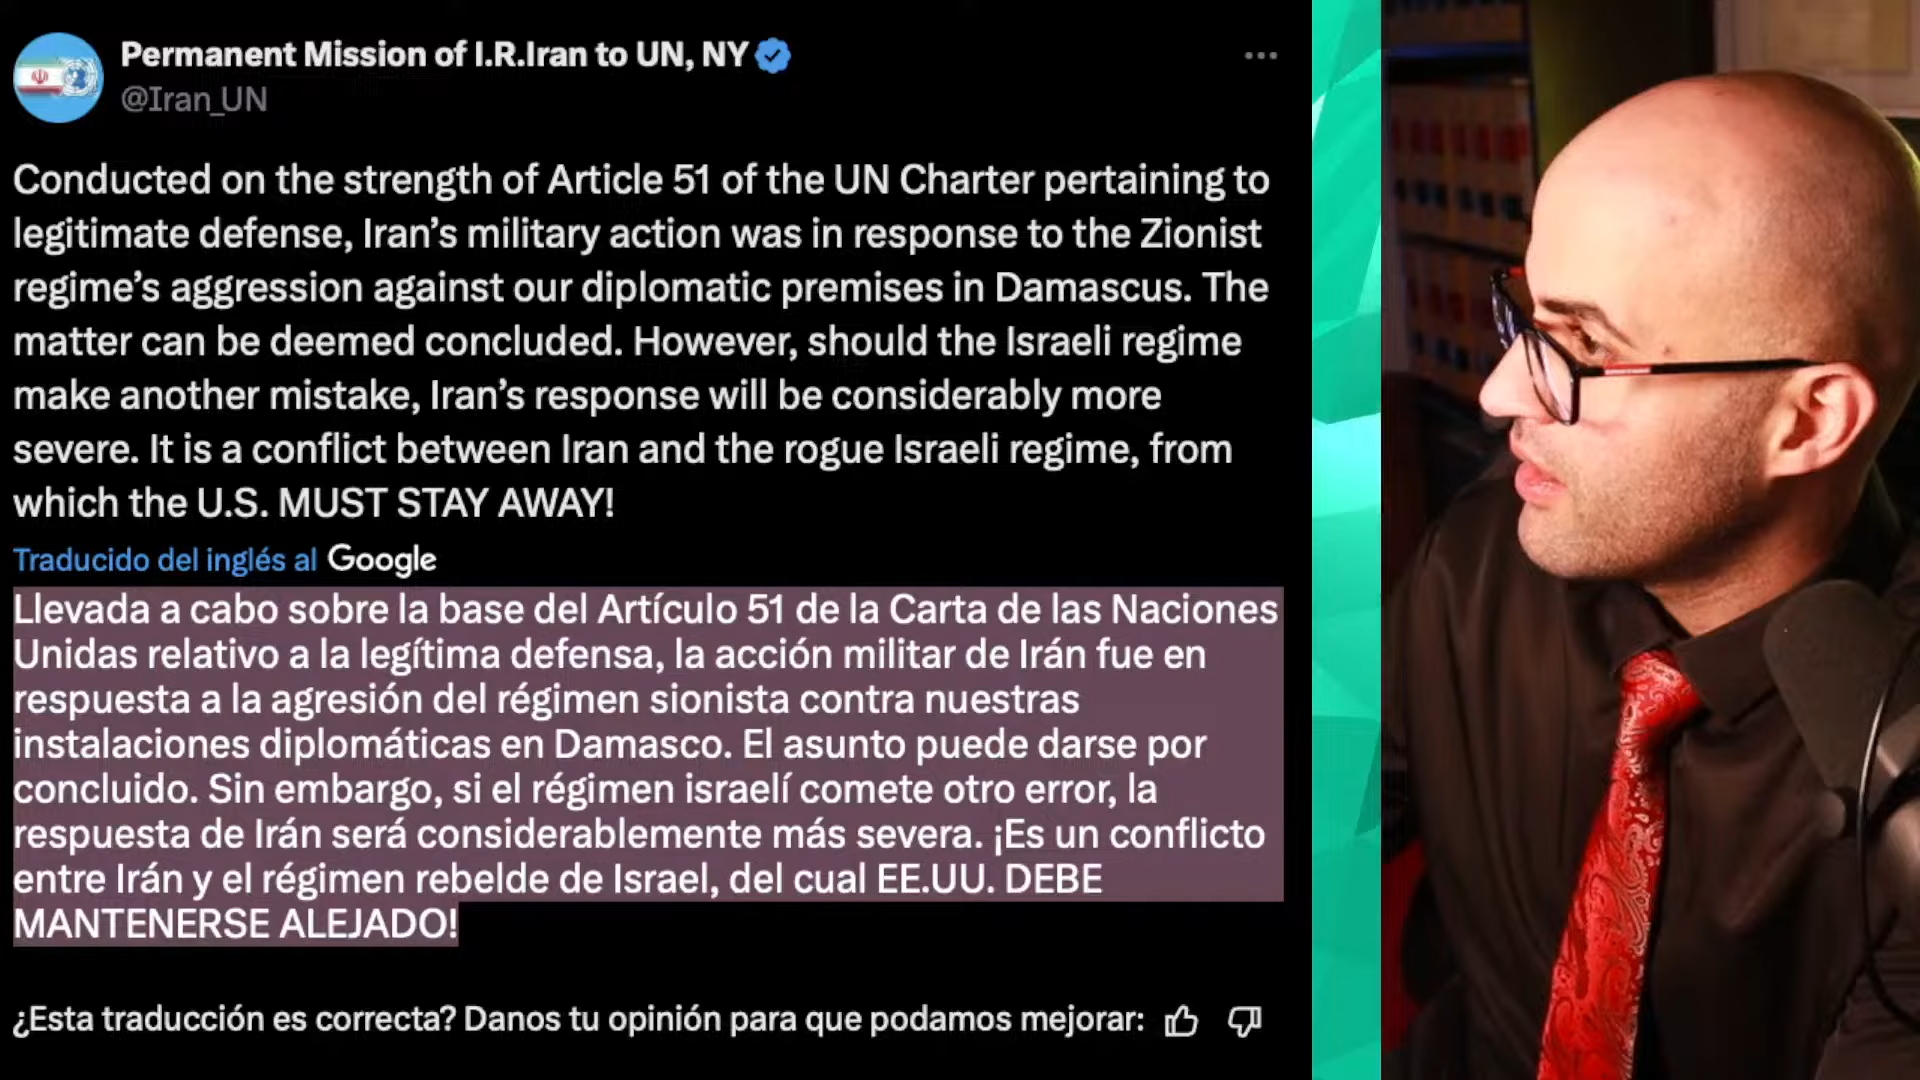 Permanent Mission of I.R.Iran to UN, NY
@Iran_UN
Conducted on the strength of Article 51 of the UN Charter pertaining to
legitimate defense, Iran’s military action was in response to the Zionist
regime’s aggression against our diplomatic premises in Damascus. The
matter can be deemed concluded. However, should the Israeli regime
make another mistake, Iran’s response will be considerably more
severe. It is a conflict between Iran and the rogue Israeli regime, from
which the U.S. MUST STAY AWAY!
Traducido del inglés al Google
Llevada a cabo sobre la base del Artículo 51 de la Carta de las Naciones
Unidas relativo a la legítima defensa, la acción militar de Irán fue en
respuesta a la agresión del régimen sionista contra nuestras
instalaciones diplomáticas en Damasco. El asunto puede darse por
concluido. Sin embargo, si el régimen israelí comete otro error, la
respuesta de Irán será considerablemente más severa. ¡Es un conflicto
entre Irán y el régimen rebelde de Israel, del cual EE.UU. DEBE
MANTENERSE ALEJADO!
¿Esta traducción es correcta? Danos tu opinión para que podamos mejorar: